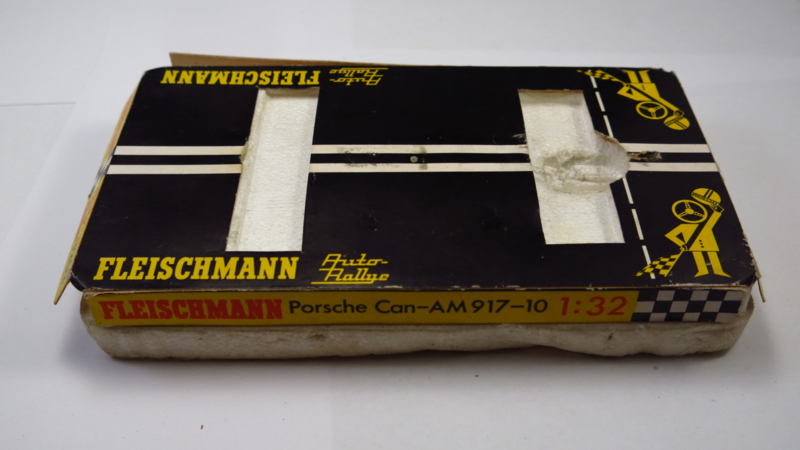 FLEISCHMANN Auto-
Rallye
FLEISCHMANN Auto-
Rallye
FLEISCHMANN Porsche Can-AM 917-10 1:32